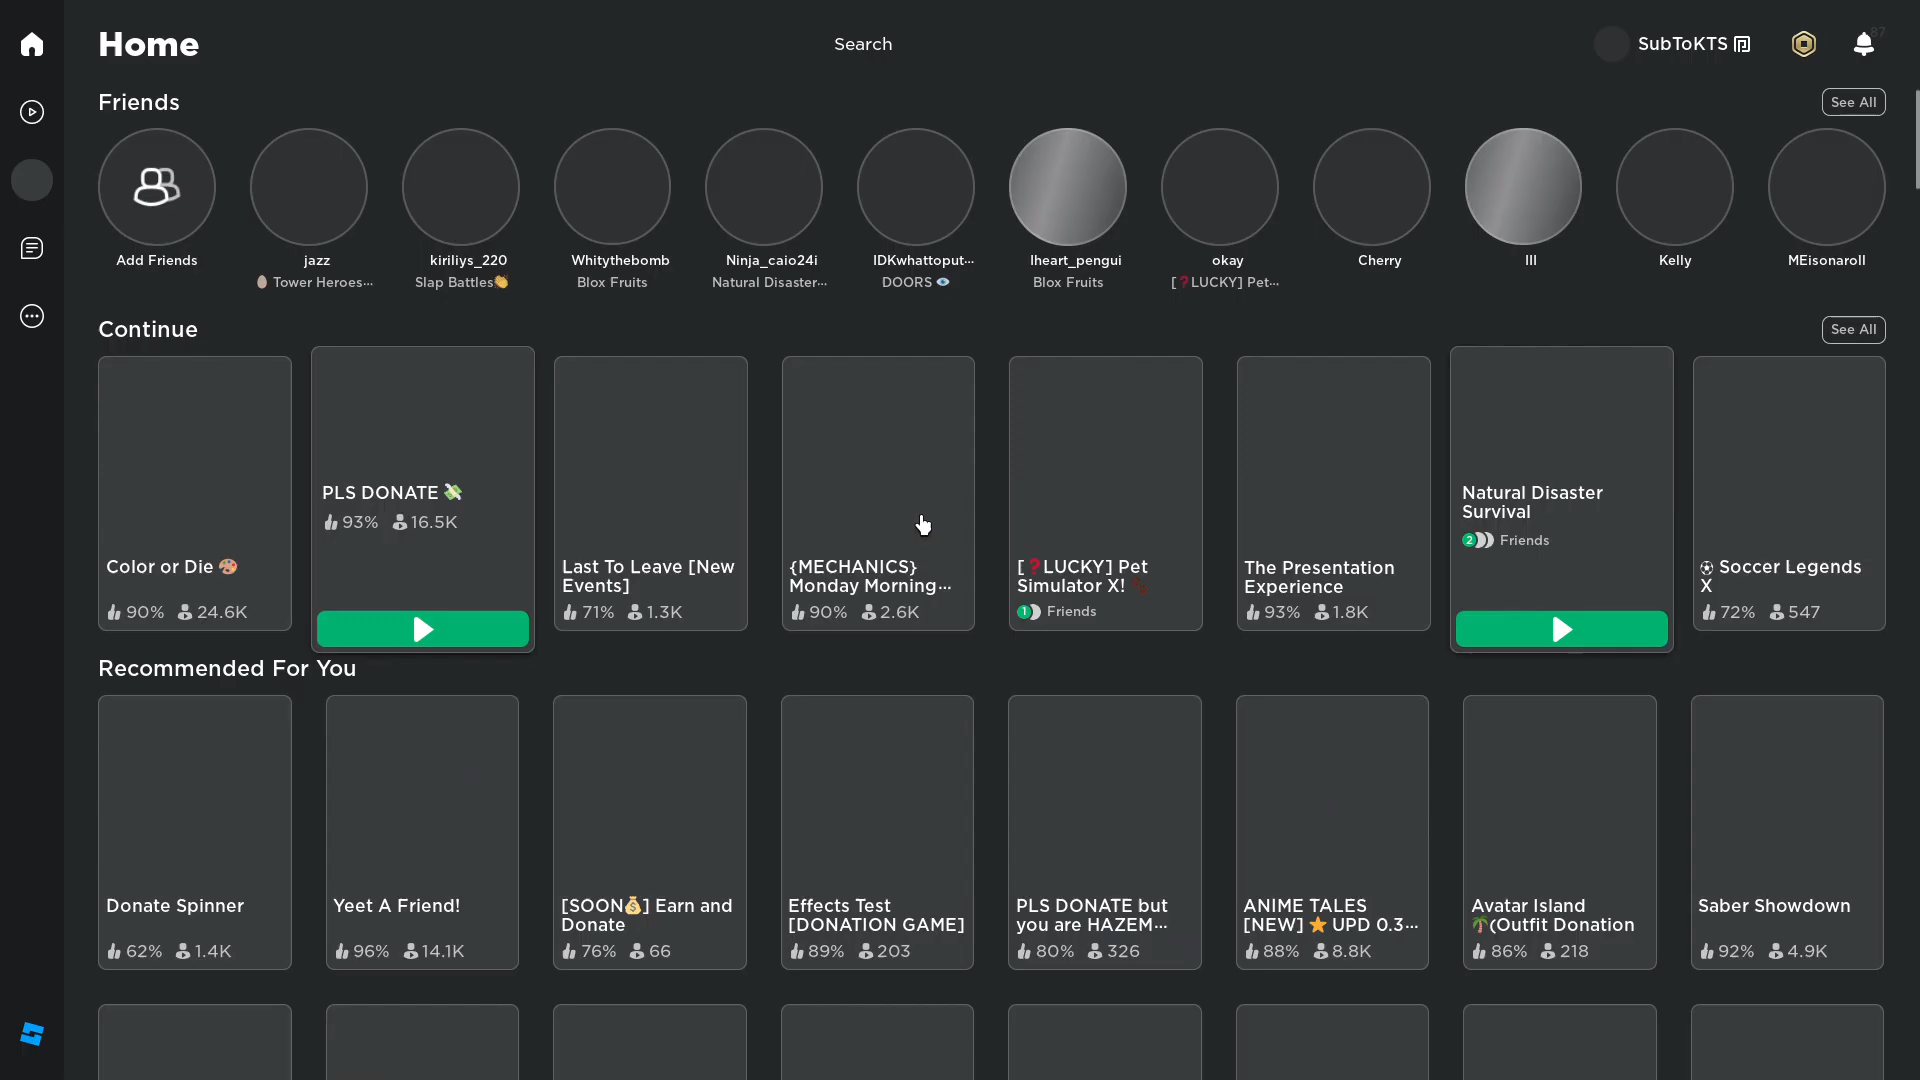 Home
Search
SubToKTS
87
Friends
See All
Add Friends
jazz
kiriliys_220
Whitythebomb
Ninja_caio24i
IDKwhattoput...
Iheart_pengui
okay
Cherry
III
Kelly
MEisonaroll
🥚 Tower Heroes...
Slap Battles👏
Blox Fruits
Natural Disaster...
DOORS 👁️
Blox Fruits
[❓LUCKY] Pet...
Continue
See All
Color or Die 🎨
90% 24.6K
PLS DONATE 💸
93% 16.5K
Last To Leave [New
Events]
71% 1.3K
{MECHANICS}
Monday Morning...
90% 2.6K
[❓LUCKY] Pet
Simulator X!
1 Friends
The Presentation
Experience
93% 1.8K
Natural Disaster
Survival
2 Friends
⚽ Soccer Legends
X
72% 547
Recommended For You
Donate Spinner
62% 1.4K
Yeet A Friend!
96% 14.1K
[SOON💰] Earn and
Donate
76% 66
Effects Test
[DONATION GAME]
89% 203
PLS DONATE but
you are HAZEM...
80% 326
ANIME TALES
[NEW] ⭐ UPD 0.3...
88% 8.8K
Avatar Island
🌴(Outfit Donation
86% 218
Saber Showdown
92% 4.9K